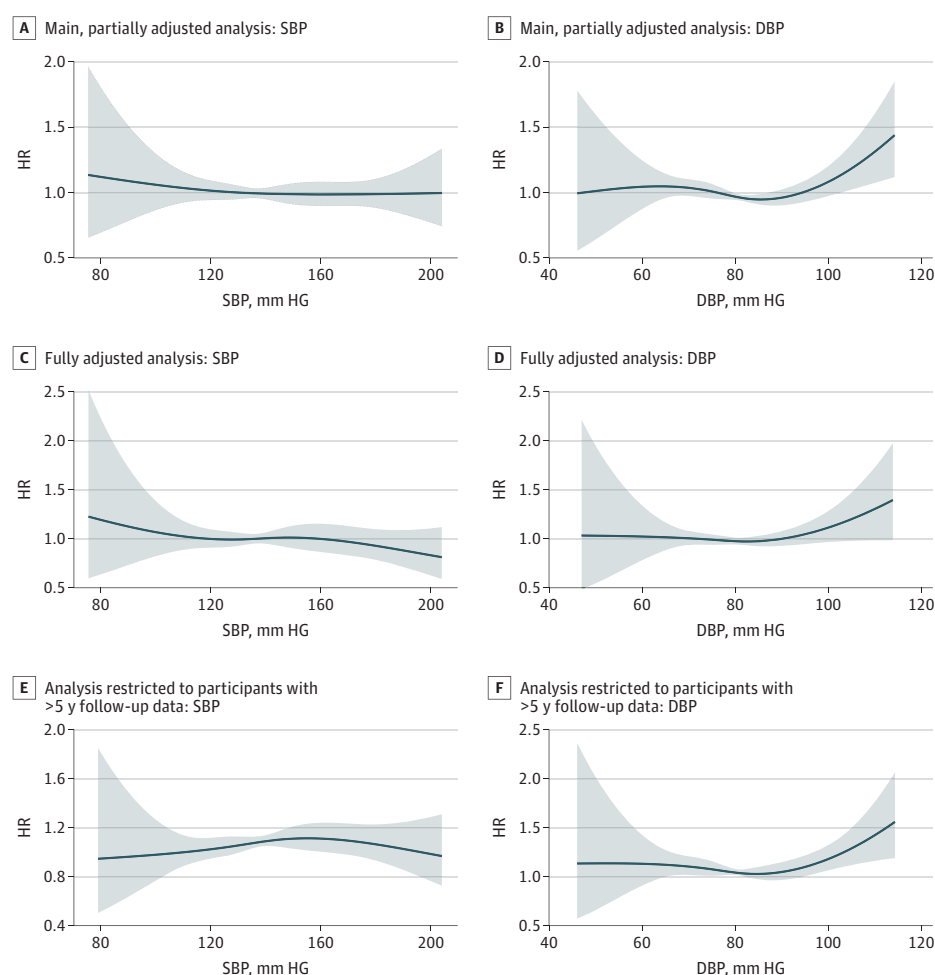 A Main, partially adjusted analysis: SBP
2.0
1.5
1.0
0.5
HR
80 120 160 200
SBP, mm HG
B Main, partially adjusted analysis: DBP
2.0
1.5
1.0
0.5
HR
40 60 80 100 120
DBP, mm HG
C Fully adjusted analysis: SBP
2.5
2.0
1.5
1.0
0.5
HR
80 120 160 200
SBP, mm HG
D Fully adjusted analysis: DBP
2.5
2.0
1.5
1.0
0.5
HR
40 60 80 100 120
DBP, mm HG
E Analysis restricted to participants with
>5 y follow-up data: SBP
2.0
1.6
1.2
0.8
0.4
HR
80 120 160 200
SBP, mm HG
F Analysis restricted to participants with
>5 y follow-up data: DBP
2.5
2.0
1.5
1.0
0.5
HR
40 60 80 100 120
DBP, mm HG